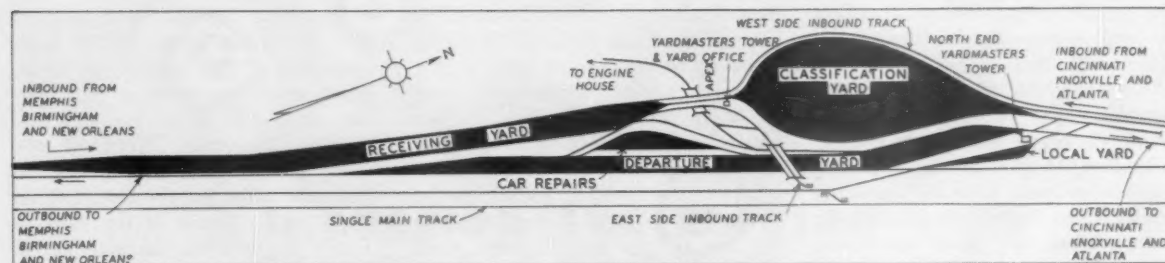 WEST SIDE INBOUND TRACK
NORTH END
YARDMASTERS
TOWER
YARDMASTERS TOWER
& YARD OFFICE
INBOUND FROM
CINCINNATI
KNOXVILLE AND
ATLANTA
N
TO ENGINE
HOUSE
APEX
CLASSIFICATION
YARD
INBOUND FROM
MEMPHIS
BIRMINGHAM
AND NEW ORLEANS
RECEIVING YARD
DEPARTURE YARD
LOCAL YARD
CAR REPAIRS
OUTBOUND TO
MEMPHIS
BIRMINGHAM
AND NEW ORLEANS
SINGLE MAIN TRACK
EAST SIDE INBOUND TRACK
OUTBOUND TO
CINCINNATI
KNOXVILLE AND
ATLANTA